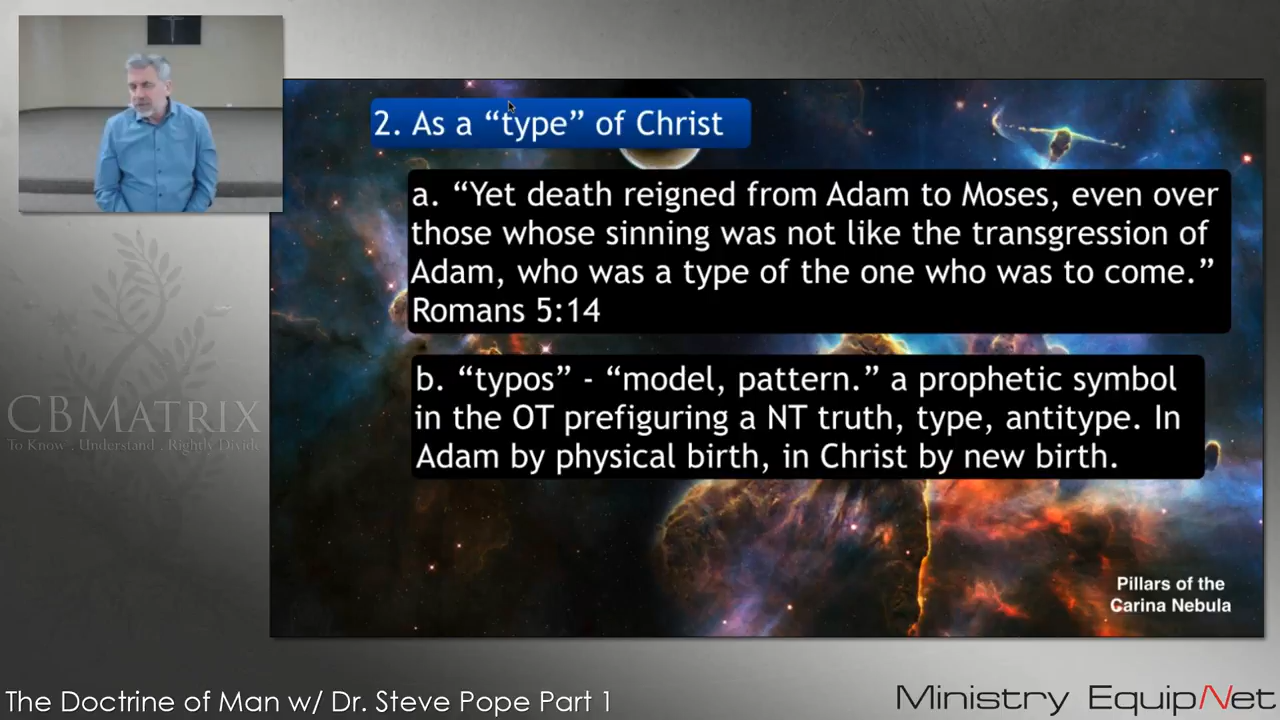 2. As a “type” of Christ
a. “Yet death reigned from Adam to Moses, even over
those whose sinning was not like the transgression of
Adam, who was a type of the one who was to come.”
Romans 5:14
b. “typos” - “model, pattern.” a prophetic symbol
in the OT prefiguring a NT truth, type, antitype. In
Adam by physical birth, in Christ by new birth.
CBMATRIX
To Know , Understand , Rightly Divide
Pillars of the
Carina Nebula
The Doctrine of Man w/ Dr. Steve Pope Part 1
Ministry EquipNet